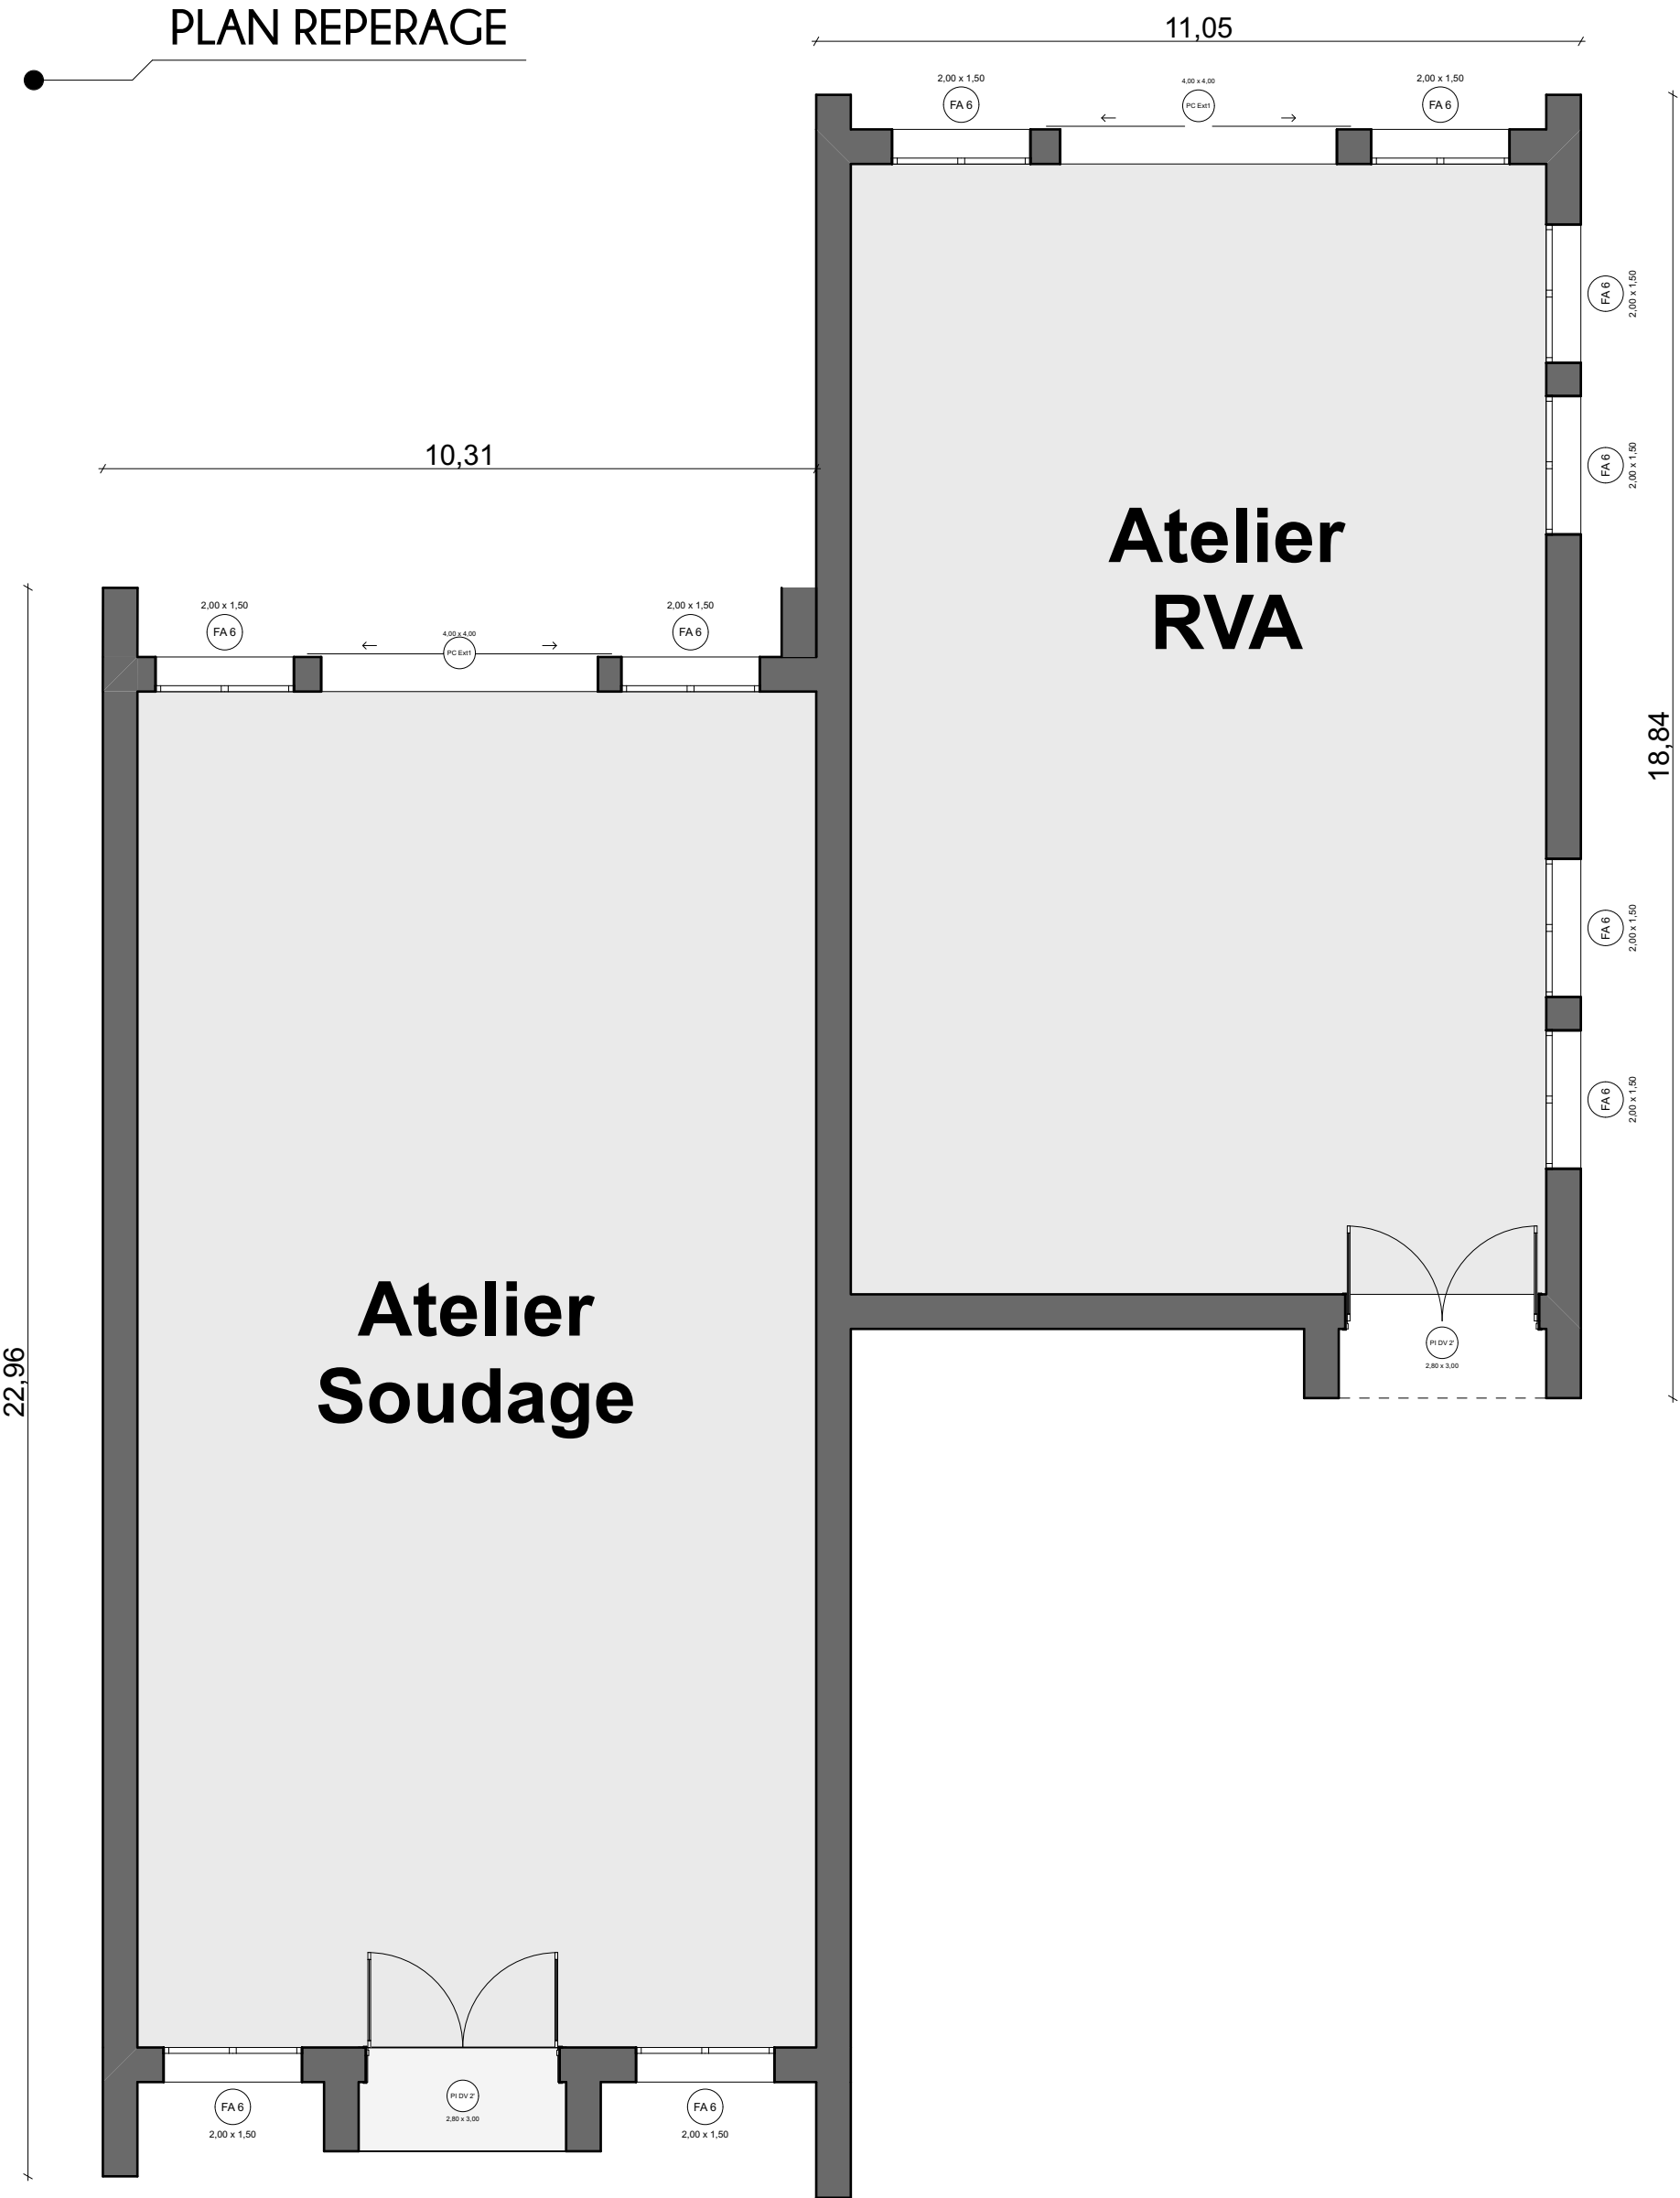 PLAN REPERAGE
11,05
2,00 x 1,50
FA 6
4,00 x 4,00
PC Ext1
2,00 x 1,50
FA 6
FA 6
2,00 x 1,50
FA 6
2,00 x 1,50
10,31
Atelier
RVA
2,00 x 1,50
FA 6
4,00 x 4,00
PC Ext1
2,00 x 1,50
FA 6
18,84
FA 6
2,00 x 1,50
FA 6
2,00 x 1,50
Atelier
Soudage
22,96
PI DV 2'
2,80 x 3,00
FA 6
2,00 x 1,50
PI DV 2'
2,80 x 3,00
FA 6
2,00 x 1,50